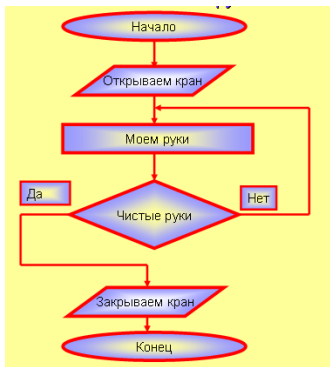 Начало
Открываем кран
Моем руки
Да
Нет
Чистые руки
Закрываем кран
Конец